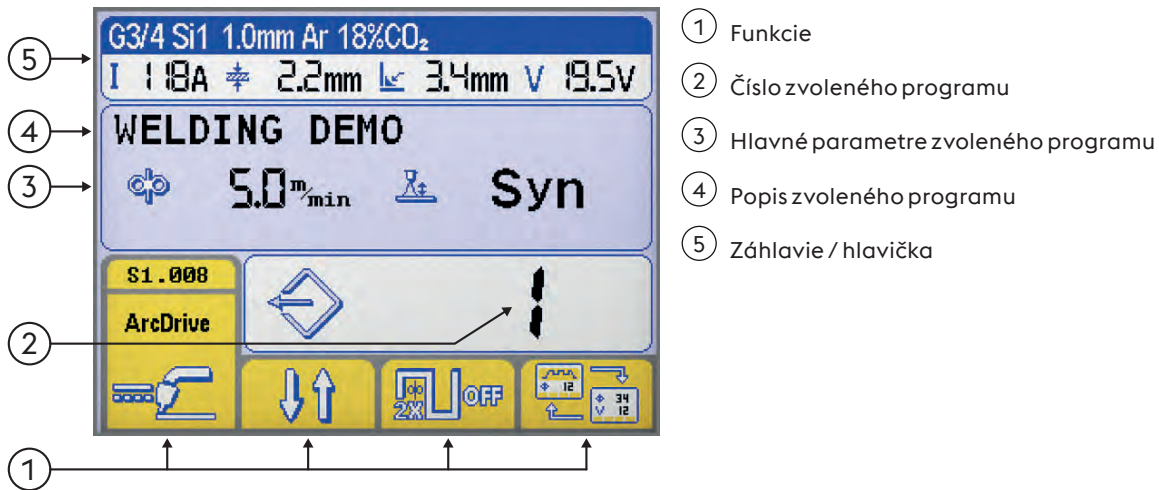 G3/4 Si1 1.0mm Ar 18%CO₂
I 118A 2.2mm 3.4mm V 19.5V
WELDING DEMO
5.0 m/min Syn
S1.008
ArcDrive
1
2X OFF
Φ 12
Φ 34
V 12
5
4
3
2
1
1 Funkcie
2 Číslo zvoleného programu
3 Hlavné parametre zvoleného programu
4 Popis zvoleného programu
5 Záhlavie / hlavička